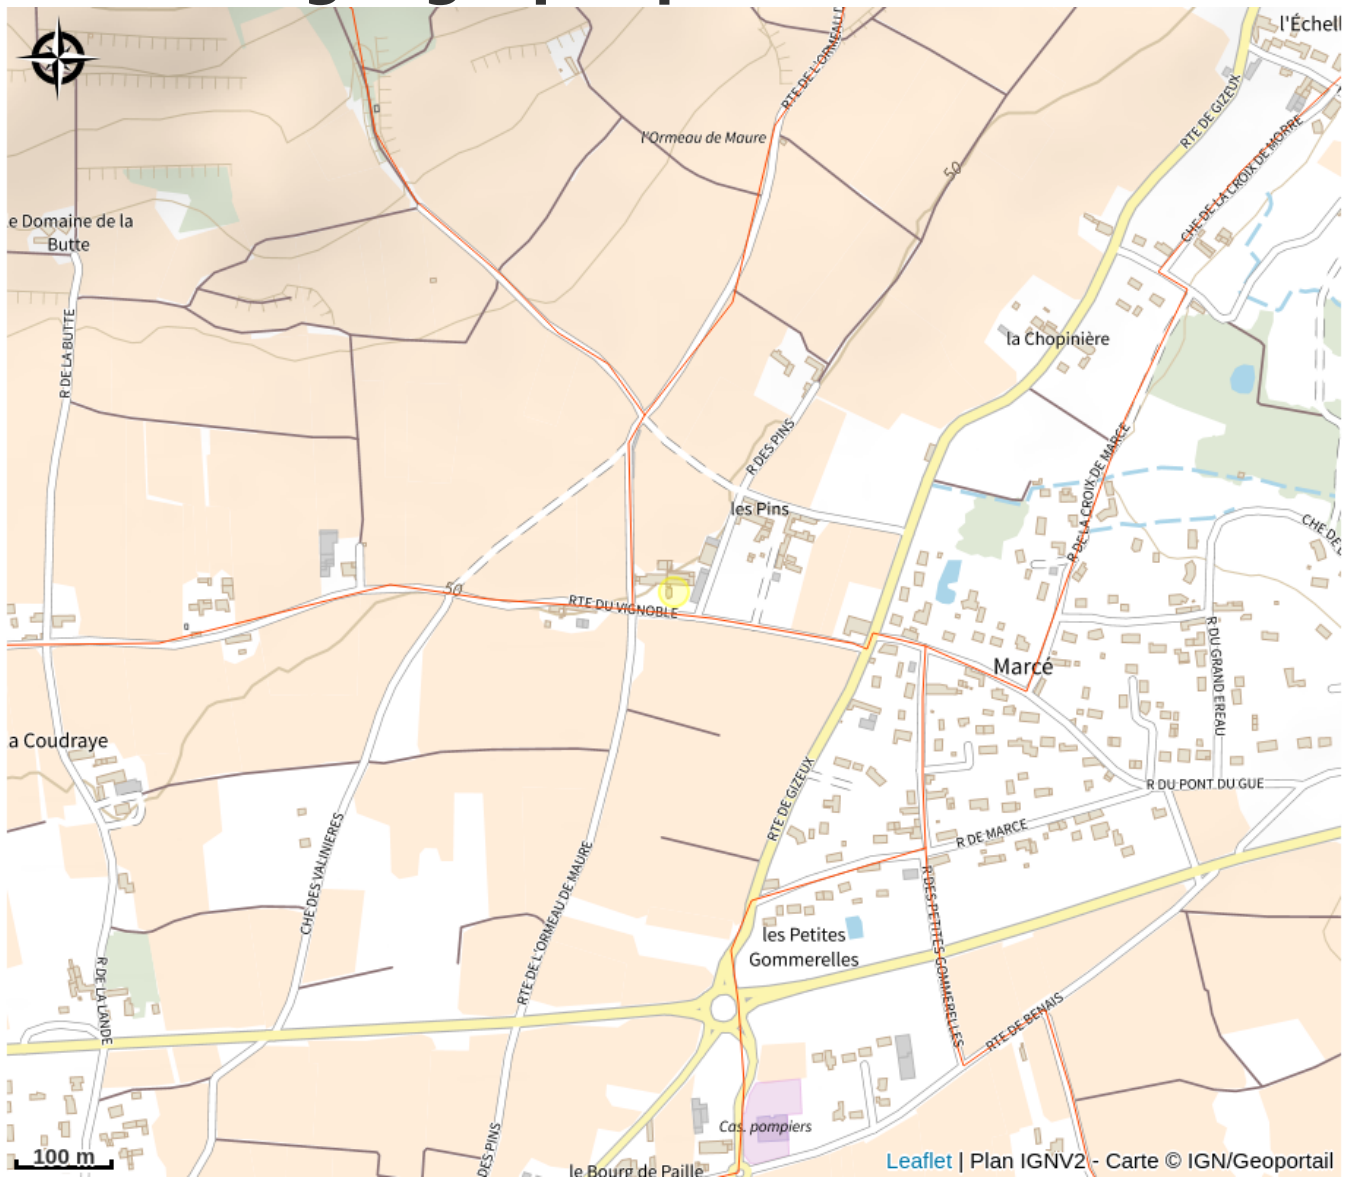 l'Échell
RTE DE L'ORMEAU D
RTE DE GIZEUX
l'Ormeau de Maure
CHE DE LA CROIX DE MORRE
50
e Domaine de la
Butte
R DE LA BUTTE
la Chopinière
R DES PINS
R DE LA CROIX DE MARCE
les Pins
CHE DE L
50
RTE DU VIGNOBLE
R DU GRAND EREAU
Marcé
a Coudraye
RTE DE GIZEUX
R DU PONT DU GUE
R DE MARCE
CHE DES VALINIERES
RTE DE L'ORMEAU DE MAURE
R DES PETITES GOMMERELLES
les Petites
Gommerelles
R DE LA LANDE
RTE DE BENAIS
Cas. pompiers
DES PINS
100 m
le Bourg de Paille
Leaflet | Plan IGNV2 - Carte © IGN/Geoportail